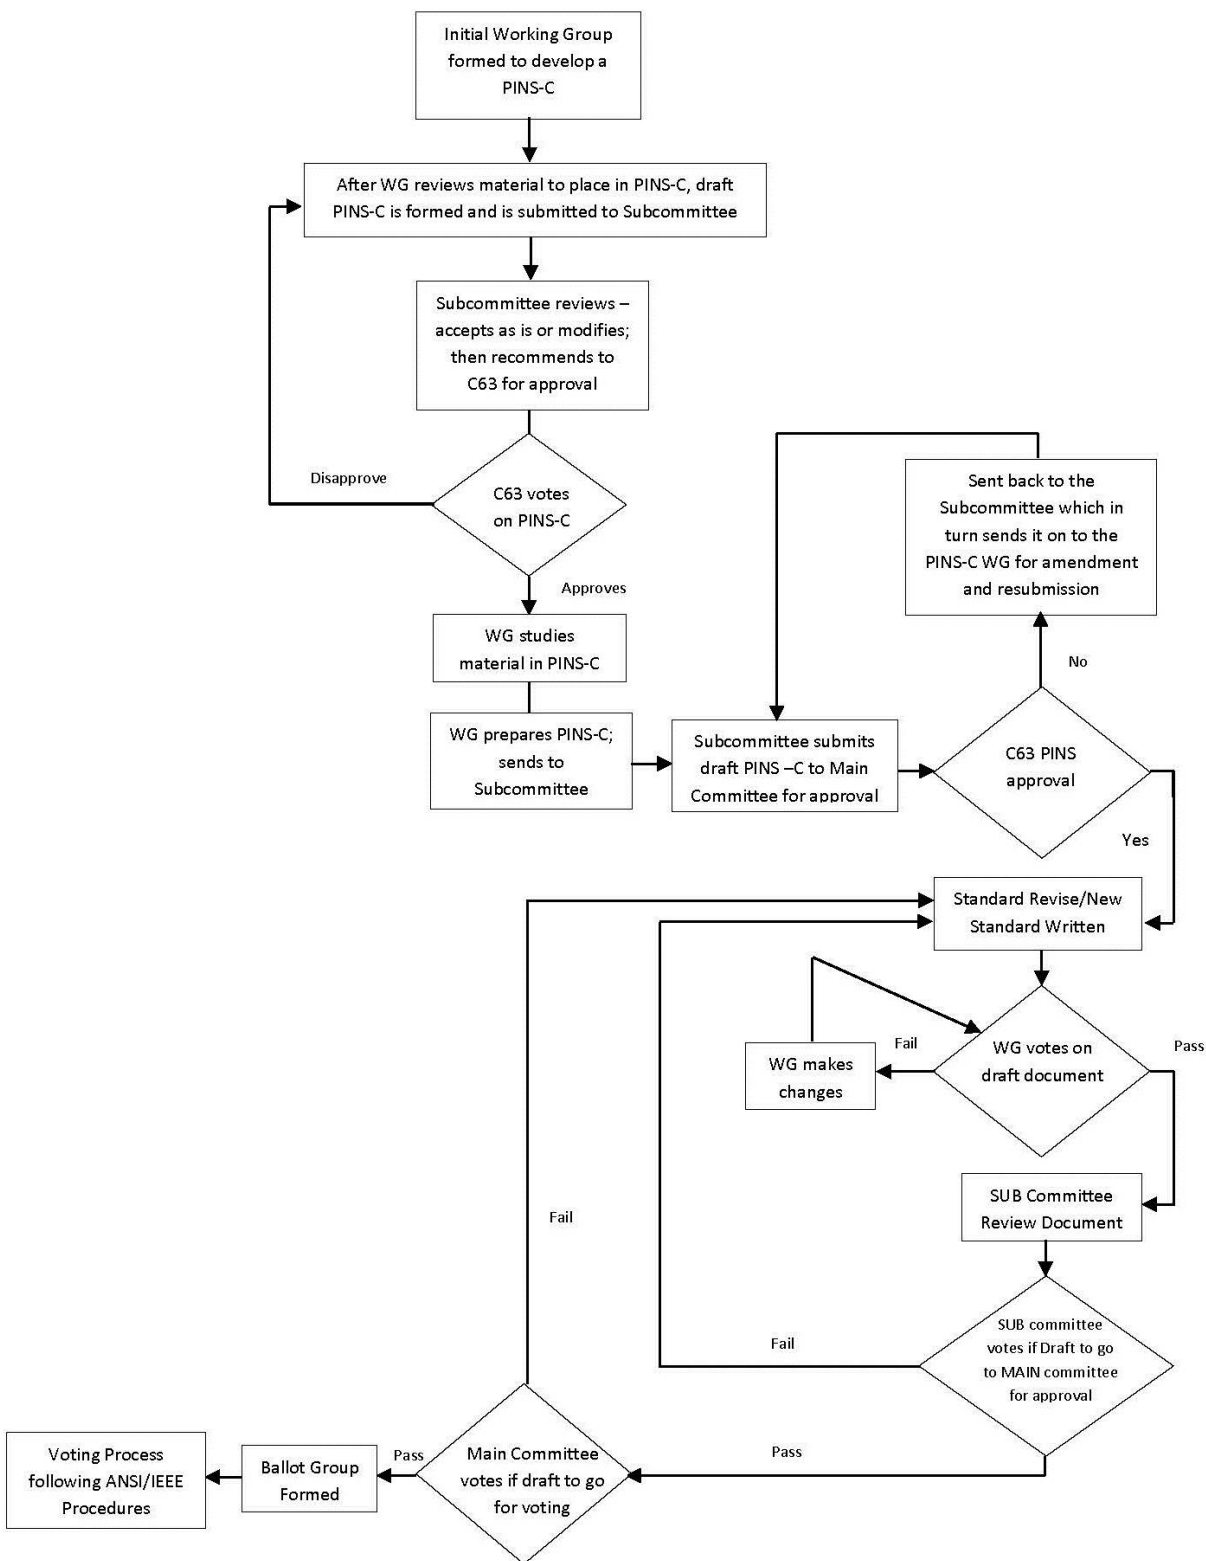 Initial Working Group
formed to develop a
PINS-C
After WG reviews material to place in PINS-C, draft
PINS-C is formed and is submitted to Subcommittee
Subcommittee reviews –
accepts as is or modifies;
then recommends to
C63 for approval
Disapprove
C63 votes
on PINS-C
Approves
WG studies
material in PINS-C
WG prepares PINS-C;
sends to
Subcommittee
Subcommittee submits
draft PINS –C to Main
Committee for approval
Sent back to the
Subcommittee which in
turn sends it on to the
PINS-C WG for amendment
and resubmission
No
C63 PINS
approval
Yes
Standard Revise/New
Standard Written
WG votes on
draft document
Fail
Pass
WG makes
changes
SUB Committee
Review Document
SUB committee
votes if Draft to go
to MAIN committee
for approval
Fail
Pass
Fail
Main Committee
votes if draft to go
for voting
Pass
Ballot Group
Formed
Voting Process
following ANSI/IEEE
Procedures